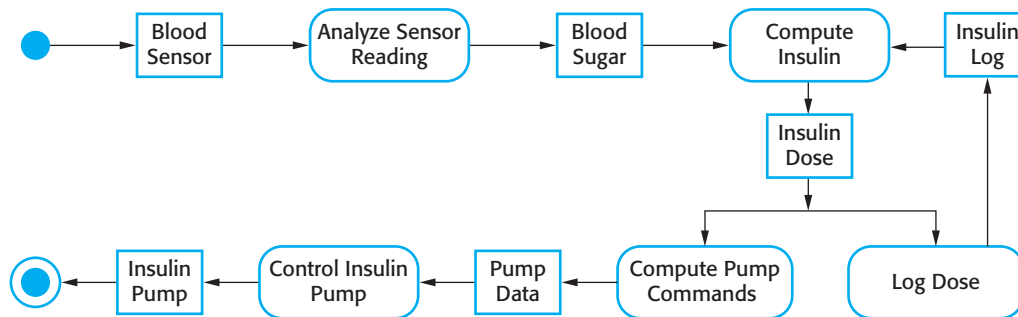 Blood
Sensor
Analyze Sensor
Reading
Blood
Sugar
Compute
Insulin
Insulin
Log
Insulin
Dose
Insulin
Pump
Control Insulin
Pump
Pump
Data
Compute Pump
Commands
Log Dose